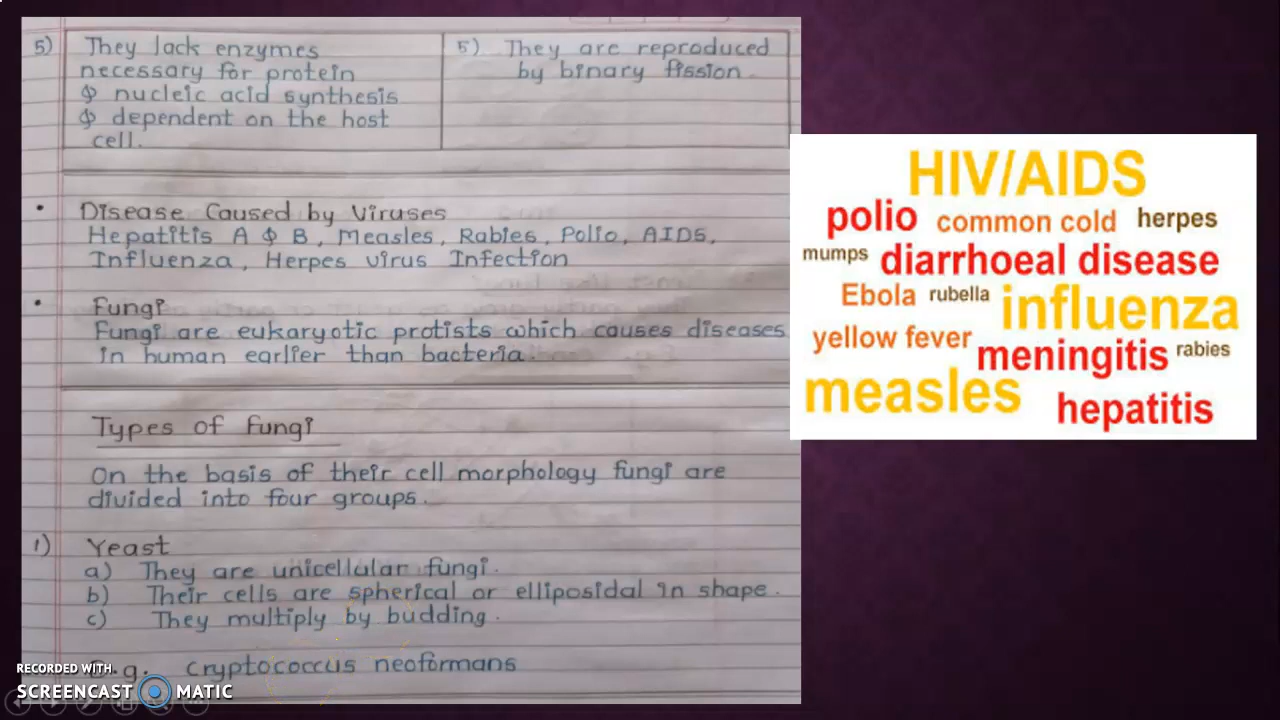 5) They lack enzymes
necessary for protein
& nucleic acid synthesis
& dependent on the host
cell.
5) They are reproduced
by binary fission
• Disease Caused by Viruses
Hepatitis A & B, Measles, Rabies, Polio, AIDS,
Influenza, Herpes virus Infection
• Fungi
Fungi are eukaryotic protists which causes diseases
in human earlier than bacteria.
Types of Fungi
On the basis of their cell morphology fungi are
divided into four groups.
1) Yeast
a) They are unicellular fungi.
b) Their cells are spherical or elliposidal in shape.
c) They multiply by budding.
e.g. cryptococcus neoformans
HIV/AIDS
polio common cold herpes
mumps diarrhoeal disease
Ebola rubella influenza
yellow fever meningitis rabies
measles hepatitis
RECORDED WITH
SCREENCAST MATIC